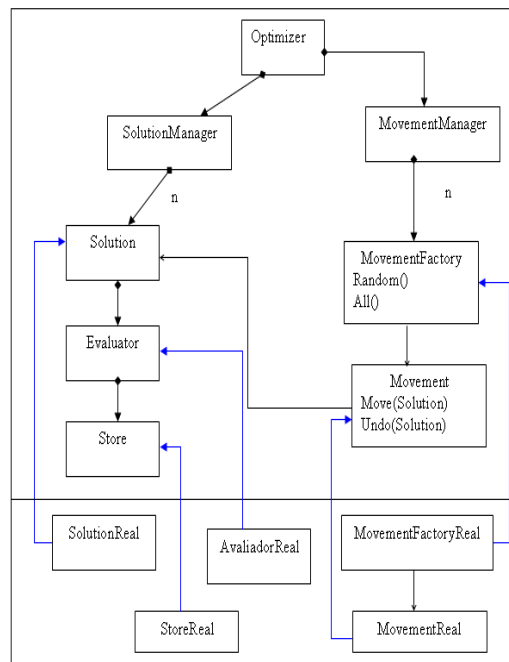 Optimizer
SolutionManager
MovementManager
n
n
Solution
MovementFactory
Random()
All()
Evaluator
Movement
Move(Solution)
Undo(Solution)
Store
SolutionReal
AvaliadorReal
MovementFactoryReal
StoreReal
MovementReal